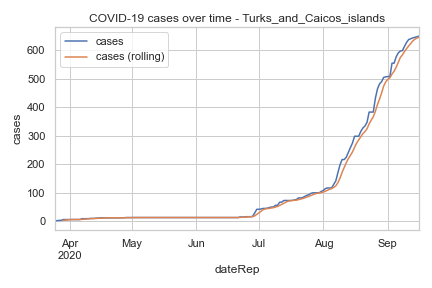 COVID-19 cases over time - Turks_and_Caicos_islands
cases
cases (rolling)
600
500
400
300
200
100
0
cases
Apr
2020
May
Jun
Jul
Aug
Sep
dateRep